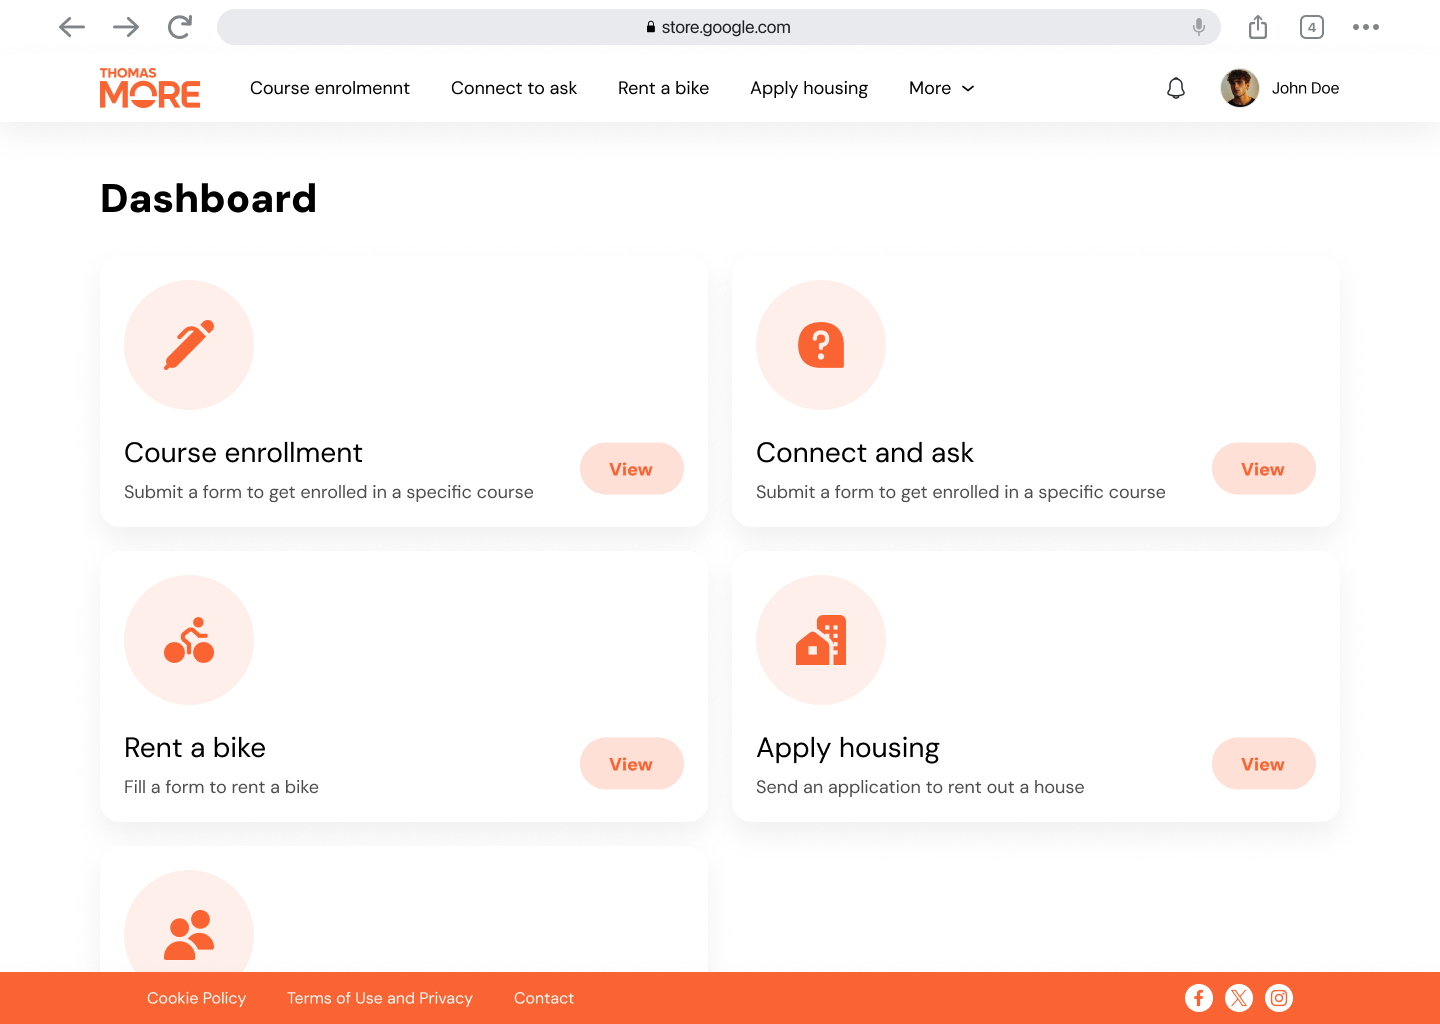 store.google.com
4
THOMAS
MORE
Course enrolmennt
Connect to ask
Rent a bike
Apply housing
More
John Doe
Dashboard
Course enrollment
Submit a form to get enrolled in a specific course
View
Connect and ask
Submit a form to get enrolled in a specific course
View
Rent a bike
Fill a form to rent a bike
View
Apply housing
Send an application to rent out a house
View
Cookie Policy
Terms of Use and Privacy
Contact